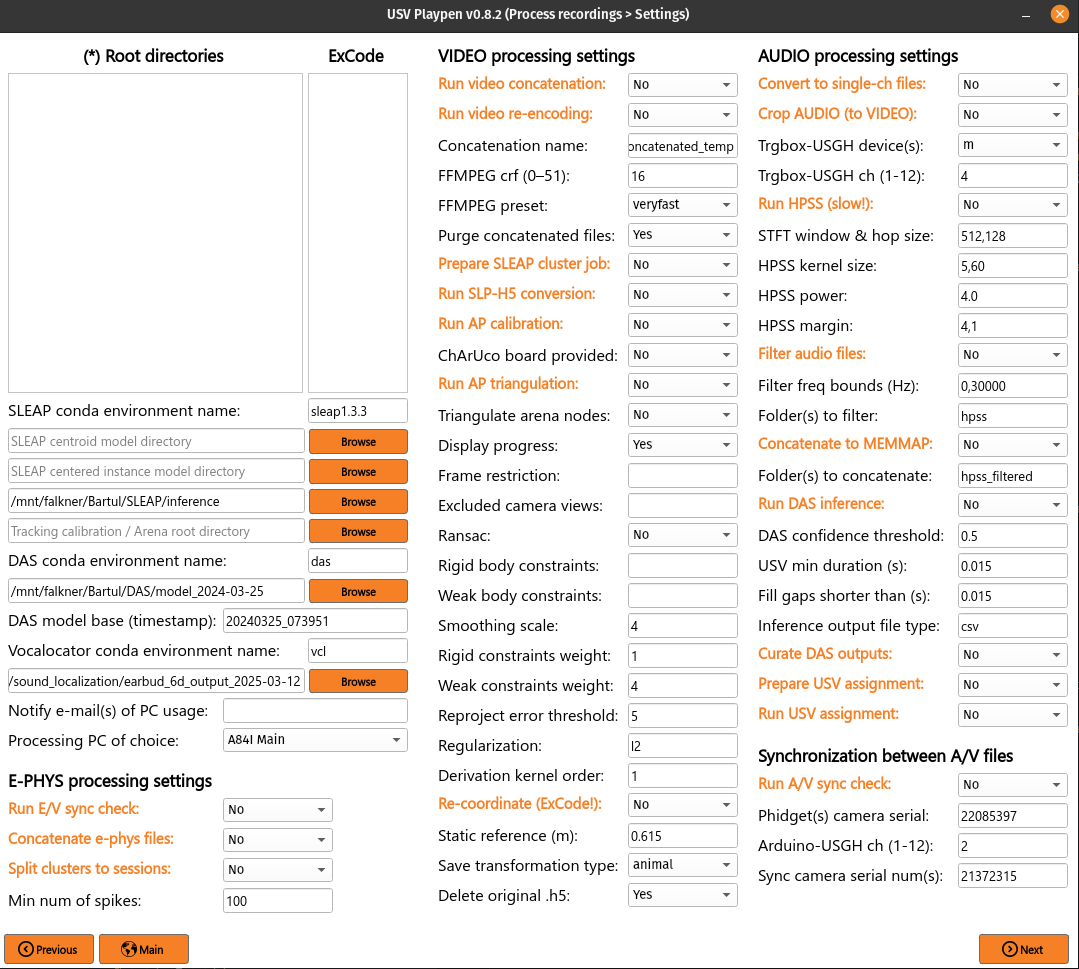 USV Playpen v0.8.2 (Process recordings > Settings)
(*) Root directories
ExCode
SLEAP conda environment name: sleap1.3.3
SLEAP centroid model directory Browse
SLEAP centered instance model directory Browse
/mnt/falkner/Bartul/SLEAP/inference Browse
Tracking calibration / Arena root directory Browse
DAS conda environment name: das
/mnt/falkner/Bartul/DAS/model_2024-03-25 Browse
DAS model base (timestamp): 20240325_073951
Vocalocator conda environment name: vcl
/sound_localization/earbud_6d_output_2025-03-12 Browse
Notify e-mail(s) of PC usage:
Processing PC of choice: A84I Main
E-PHYS processing settings
Run E/V sync check: No
Concatenate e-phys files: No
Split clusters to sessions: No
Min num of spikes: 100
VIDEO processing settings
Run video concatenation: No
Run video re-encoding: No
Concatenation name: oncatenated_temp
FFMPEG crf (0–51): 16
FFMPEG preset: veryfast
Purge concatenated files: Yes
Prepare SLEAP cluster job: No
Run SLP-H5 conversion: No
Run AP calibration: No
ChArUco board provided: No
Run AP triangulation: No
Triangulate arena nodes: No
Display progress: Yes
Frame restriction:
Excluded camera views:
Ransac: No
Rigid body constraints:
Weak body constraints:
Smoothing scale: 4
Rigid constraints weight: 1
Weak constraints weight: 4
Reproject error threshold: 5
Regularization: l2
Derivation kernel order: 1
Re-coordinate (ExCode!): No
Static reference (m): 0.615
Save transformation type: animal
Delete original .h5: Yes
AUDIO processing settings
Convert to single-ch files: No
Crop AUDIO (to VIDEO): No
Trgbox-USGH device(s): m
Trgbox-USGH ch (1-12): 4
Run HPSS (slow!): No
STFT window & hop size: 512,128
HPSS kernel size: 5,60
HPSS power: 4.0
HPSS margin: 4,1
Filter audio files: No
Filter freq bounds (Hz): 0,30000
Folder(s) to filter: hpss
Concatenate to MEMMAP: No
Folder(s) to concatenate: hpss_filtered
Run DAS inference: No
DAS confidence threshold: 0.5
USV min duration (s): 0.015
Fill gaps shorter than (s): 0.015
Inference output file type: csv
Curate DAS outputs: No
Prepare USV assignment: No
Run USV assignment: No
Synchronization between A/V files
Run A/V sync check: No
Phidget(s) camera serial: 22085397
Arduino-USGH ch (1-12): 2
Sync camera serial num(s): 21372315
Previous
Main
Next